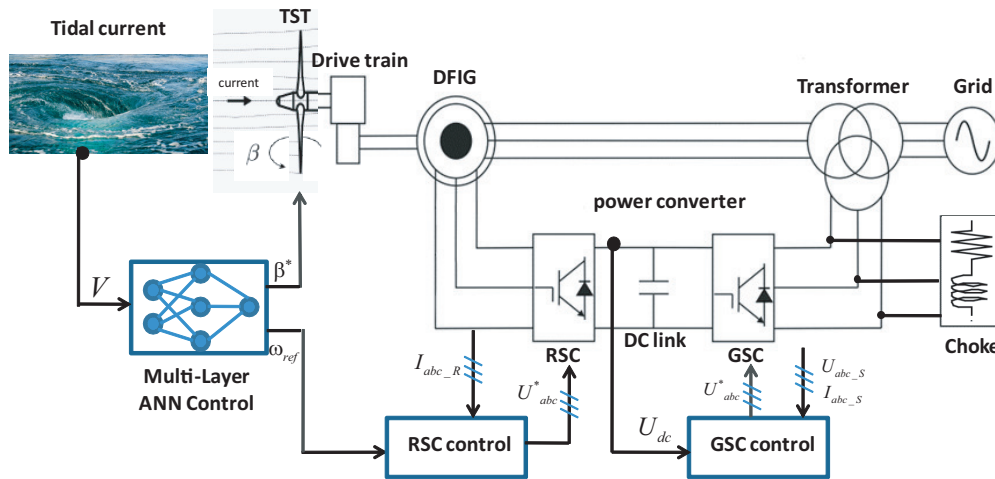 Tidal current
TST
Drive train
current
β
DFIG
Transformer
Grid
power converter
V
β*
ω_ref
Multi-Layer
ANN Control
RSC
DC link
GSC
Choke
I_abc_R
U*_abc
U*_abc
U_abc_S
I_abc_S
U_dc
RSC control
GSC control